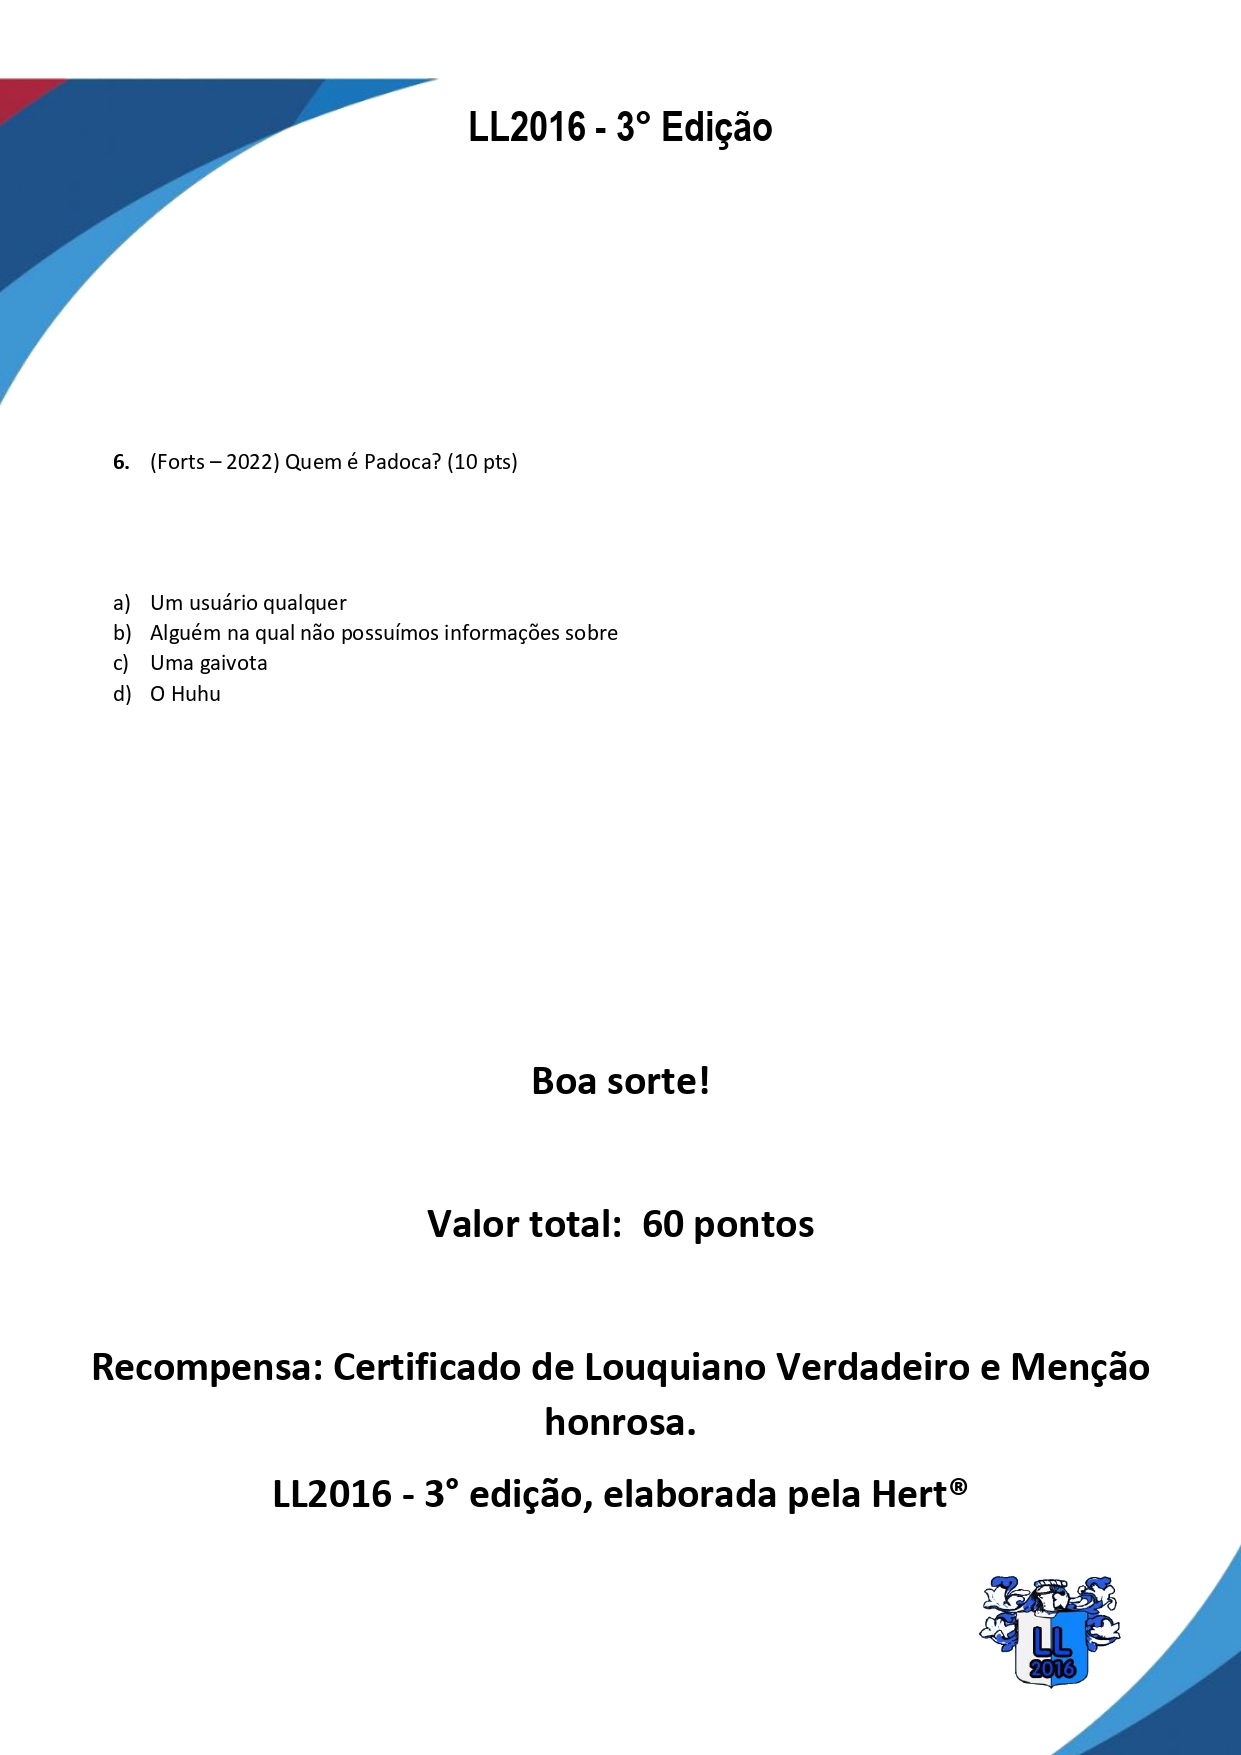 LL2016 - 3° Edição
6. (Forts – 2022) Quem é Padoca? (10 pts)
a) Um usuário qualquer
b) Alguém na qual não possuímos informações sobre
c) Uma gaivota
d) O Huhu
Boa sorte!
Valor total:  60 pontos
Recompensa: Certificado de Louquiano Verdadeiro e Menção
honrosa.
LL2016 - 3° edição, elaborada pela Hert®
LL
2016